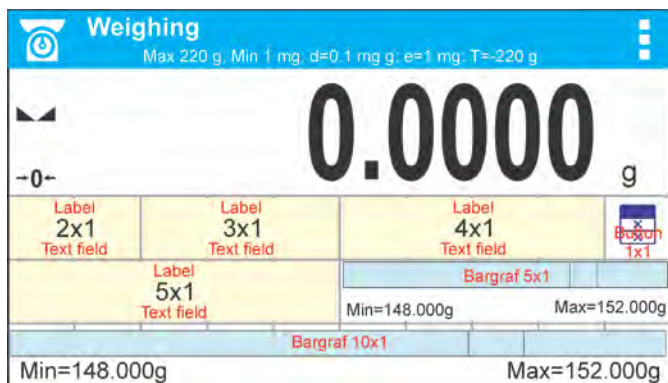 Weighing
Max 220 g; Min 1 mg; d=0.1 mg g; e=1 mg; T=-220 g
0.0000 g
→0←
Label Label Label
2x1 3x1 4x1 Button
Text field Text field Text field 1x1
Label Bargraf 5x1
5x1
Text field Min=148.000g Max=152.000g
Bargraf 10x1
Min=148.000g Max=152.000g